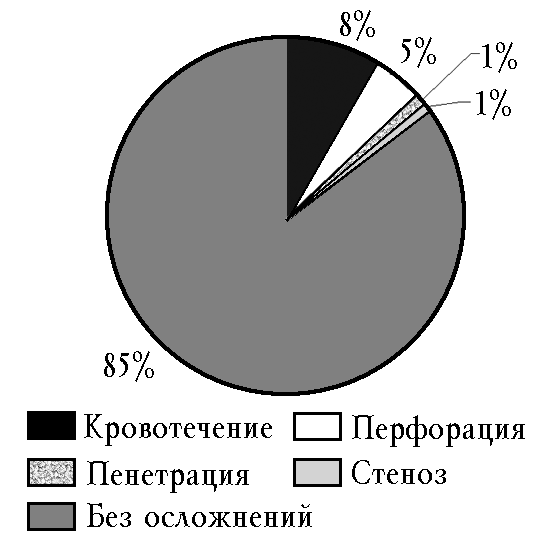 8%
5%
1%
1%
85%
Кровотечение Перфорация
Пенетрация Стеноз
Без осложнений